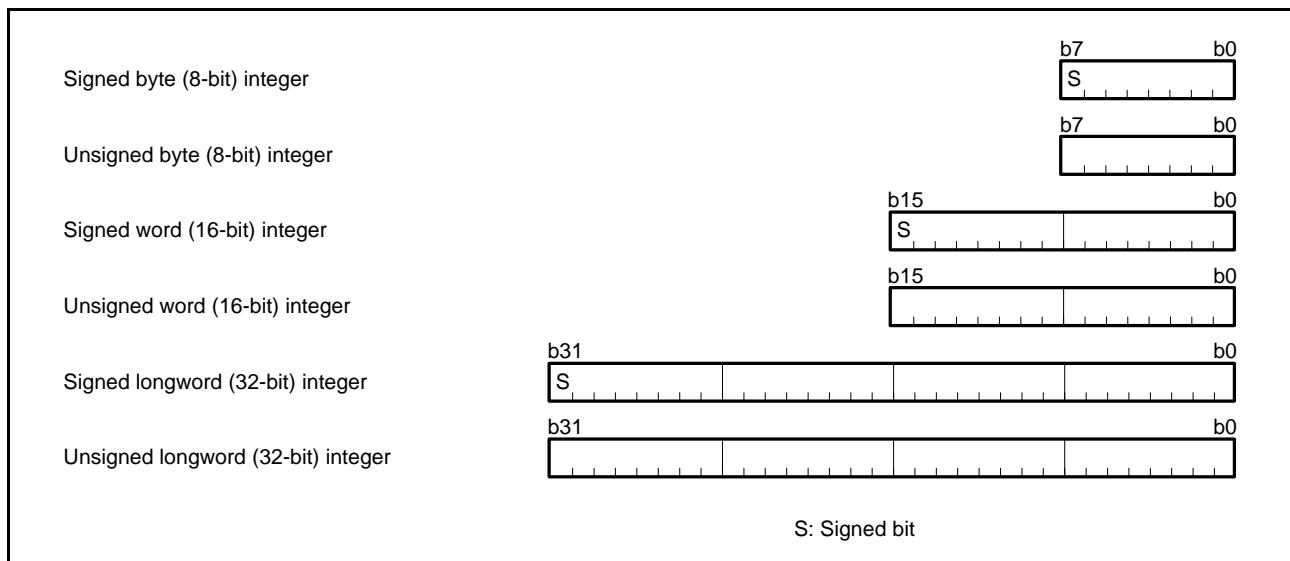 b7 b0
Signed byte (8-bit) integer S
b7 b0
Unsigned byte (8-bit) integer
b15 b0
Signed word (16-bit) integer S
b15 b0
Unsigned word (16-bit) integer
b31 b0
Signed longword (32-bit) integer S
b31 b0
Unsigned longword (32-bit) integer
S: Signed bit